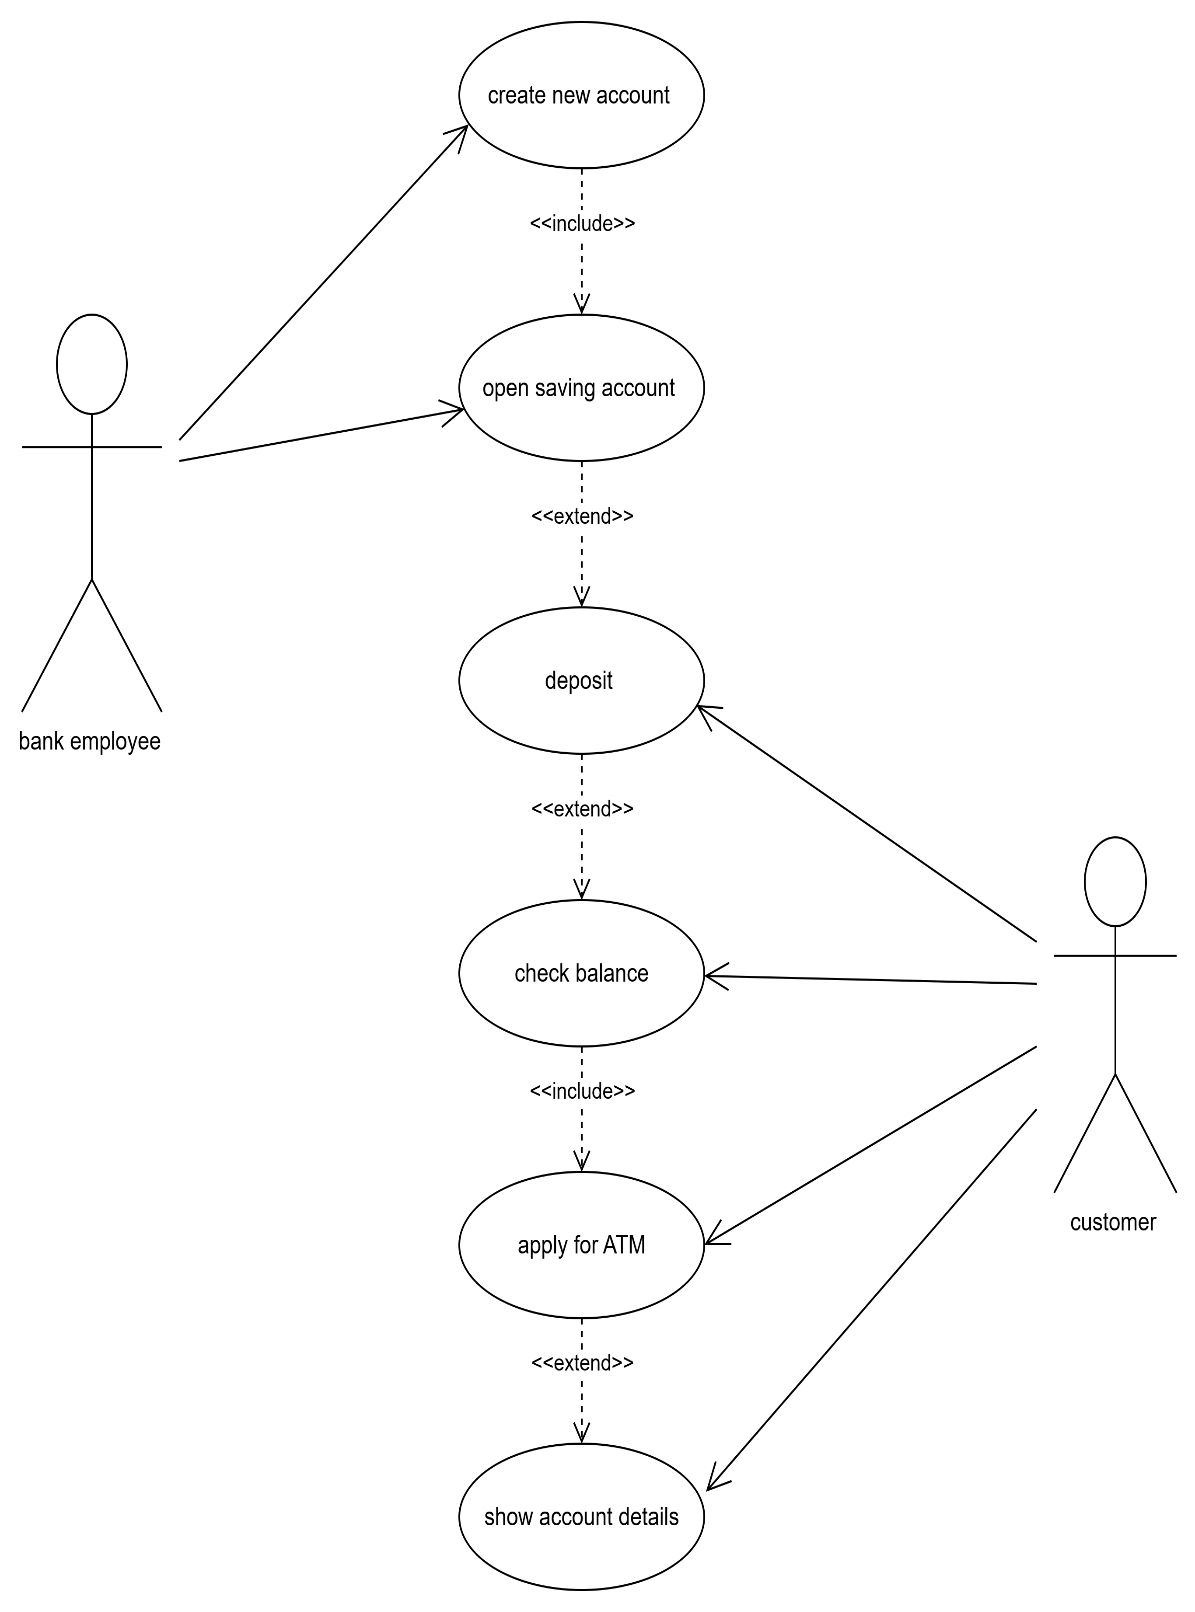 create new account
<<include>>
open saving account
<<extend>>
deposit
bank employee
<<extend>>
check balance
<<include>>
customer
apply for ATM
<<extend>>
show account details